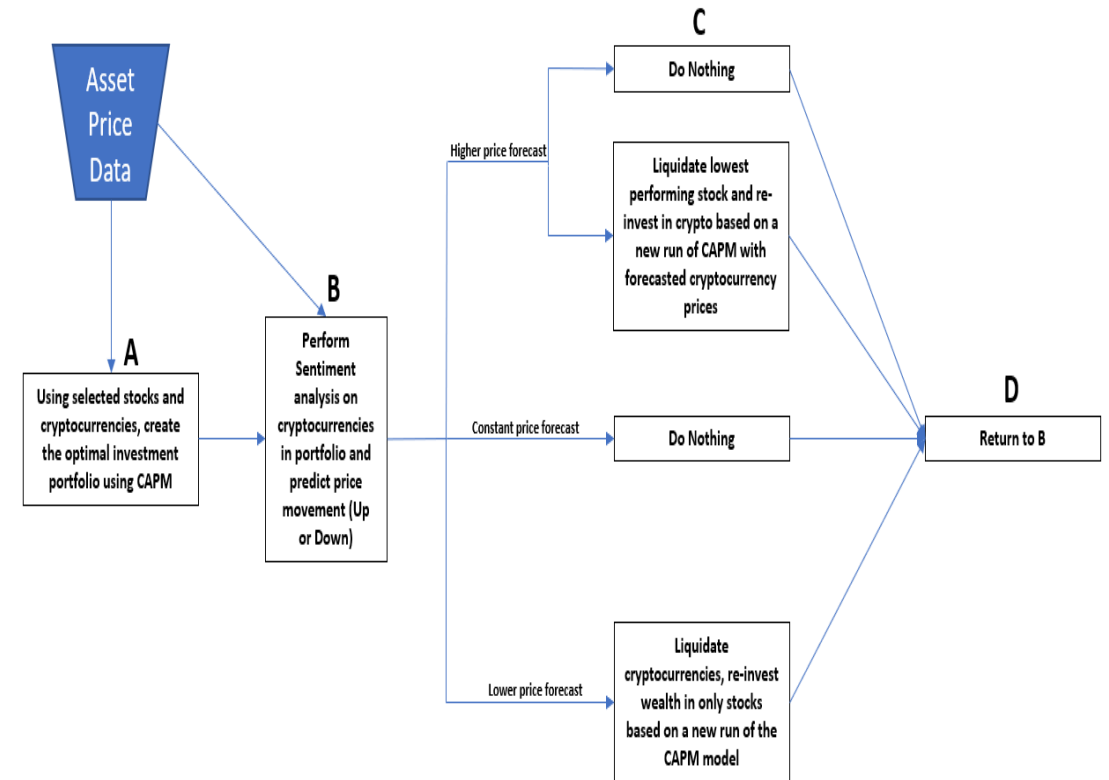 Asset
Price
Data
A
Using selected stocks and
cryptocurrencies, create
the optimal investment
portfolio using CAPM
B
Perform
Sentiment
analysis on
cryptocurrencies
in portfolio and
predict price
movement (Up
or Down)
Higher price forecast
Constant price forecast
Lower price forecast
C
Do Nothing
Liquidate lowest
performing stock and re-
invest in crypto based on a
new run of CAPM with
forecasted cryptocurrency
prices
Do Nothing
Liquidate
cryptocurrencies, re-invest
wealth in only stocks
based on a new run of the
CAPM model
D
Return to B